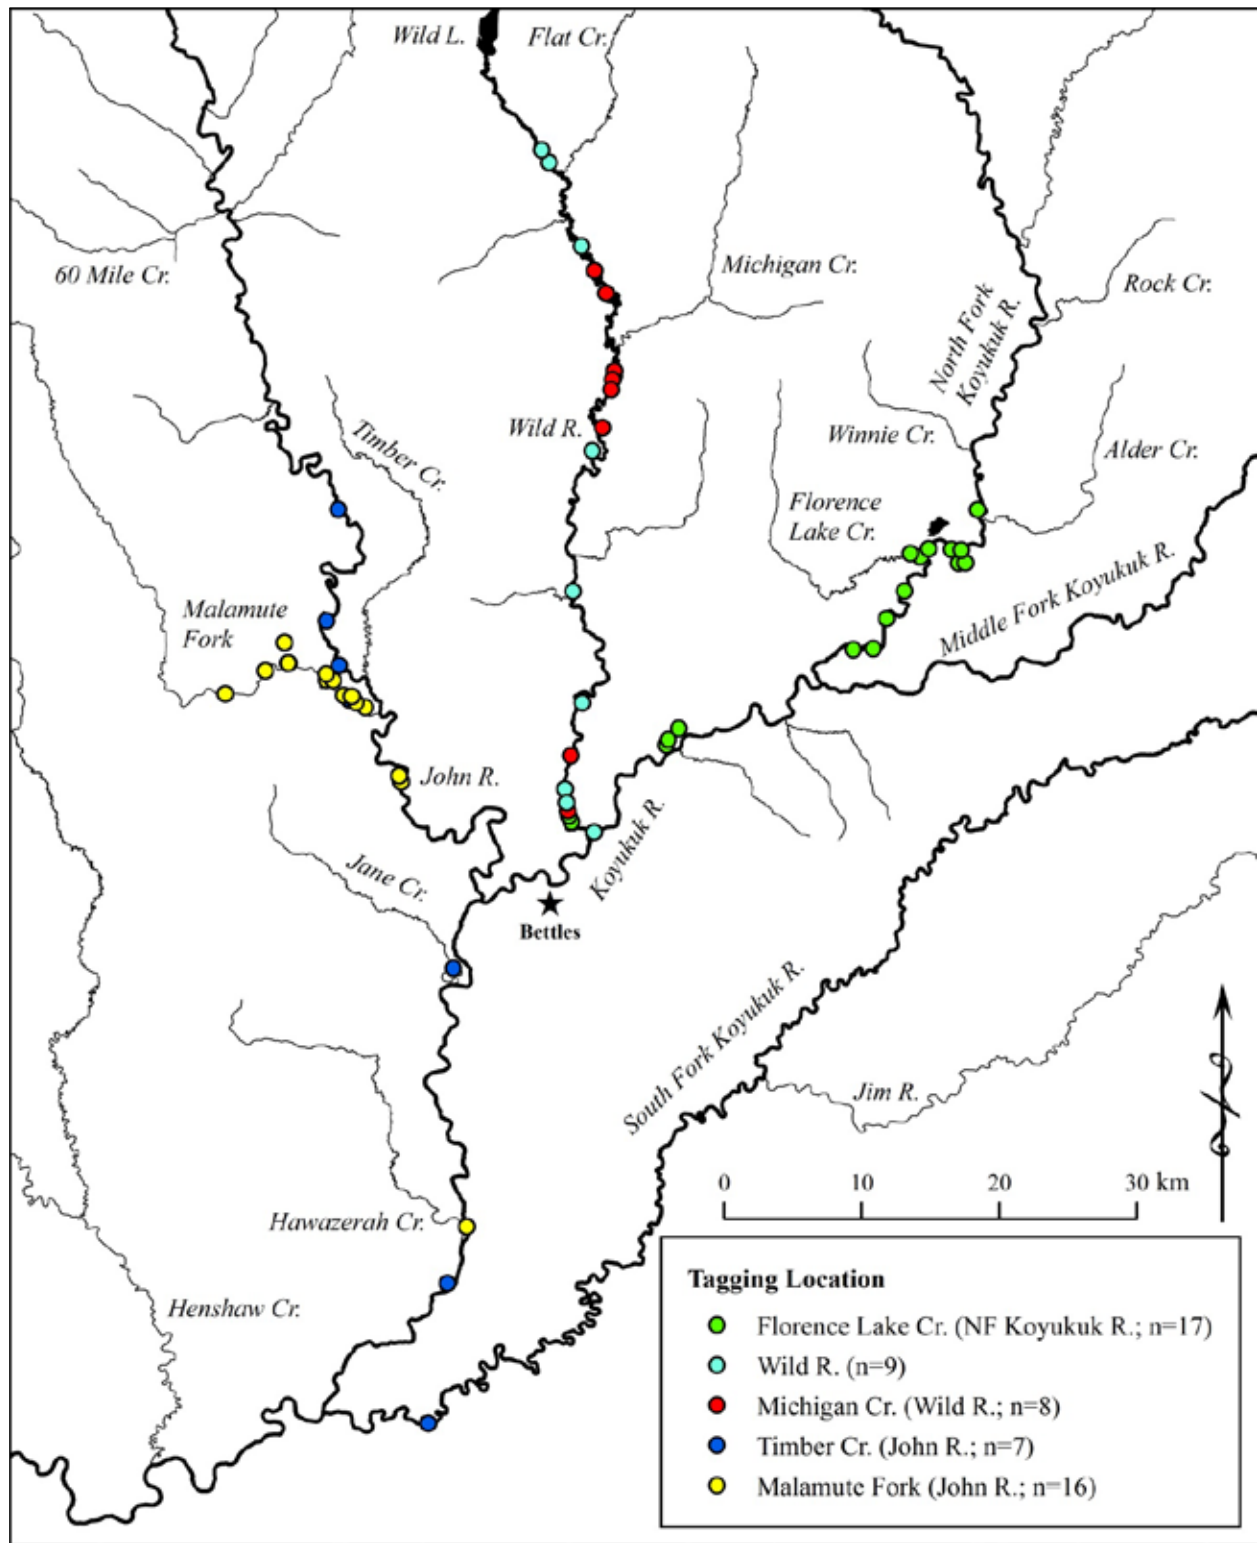 Wild L.
Flat Cr.
60 Mile Cr.
Michigan Cr.
Rock Cr.
North Fork
Koyukuk R.
Timber Cr.
Wild R.
Winnie Cr.
Alder Cr.
Florence
Lake Cr.
Middle Fork Koyukuk R.
Malamute
Fork
John R.
Koyukuk R.
Jane Cr.
Bettles
South Fork Koyukuk R.
Jim R.
Hawazerah Cr.
0 10 20 30 km
Henshaw Cr.
Tagging Location
Florence Lake Cr. (NF Koyukuk R.; n=17)
Wild R. (n=9)
Michigan Cr. (Wild R.; n=8)
Timber Cr. (John R.; n=7)
Malamute Fork (John R.; n=16)